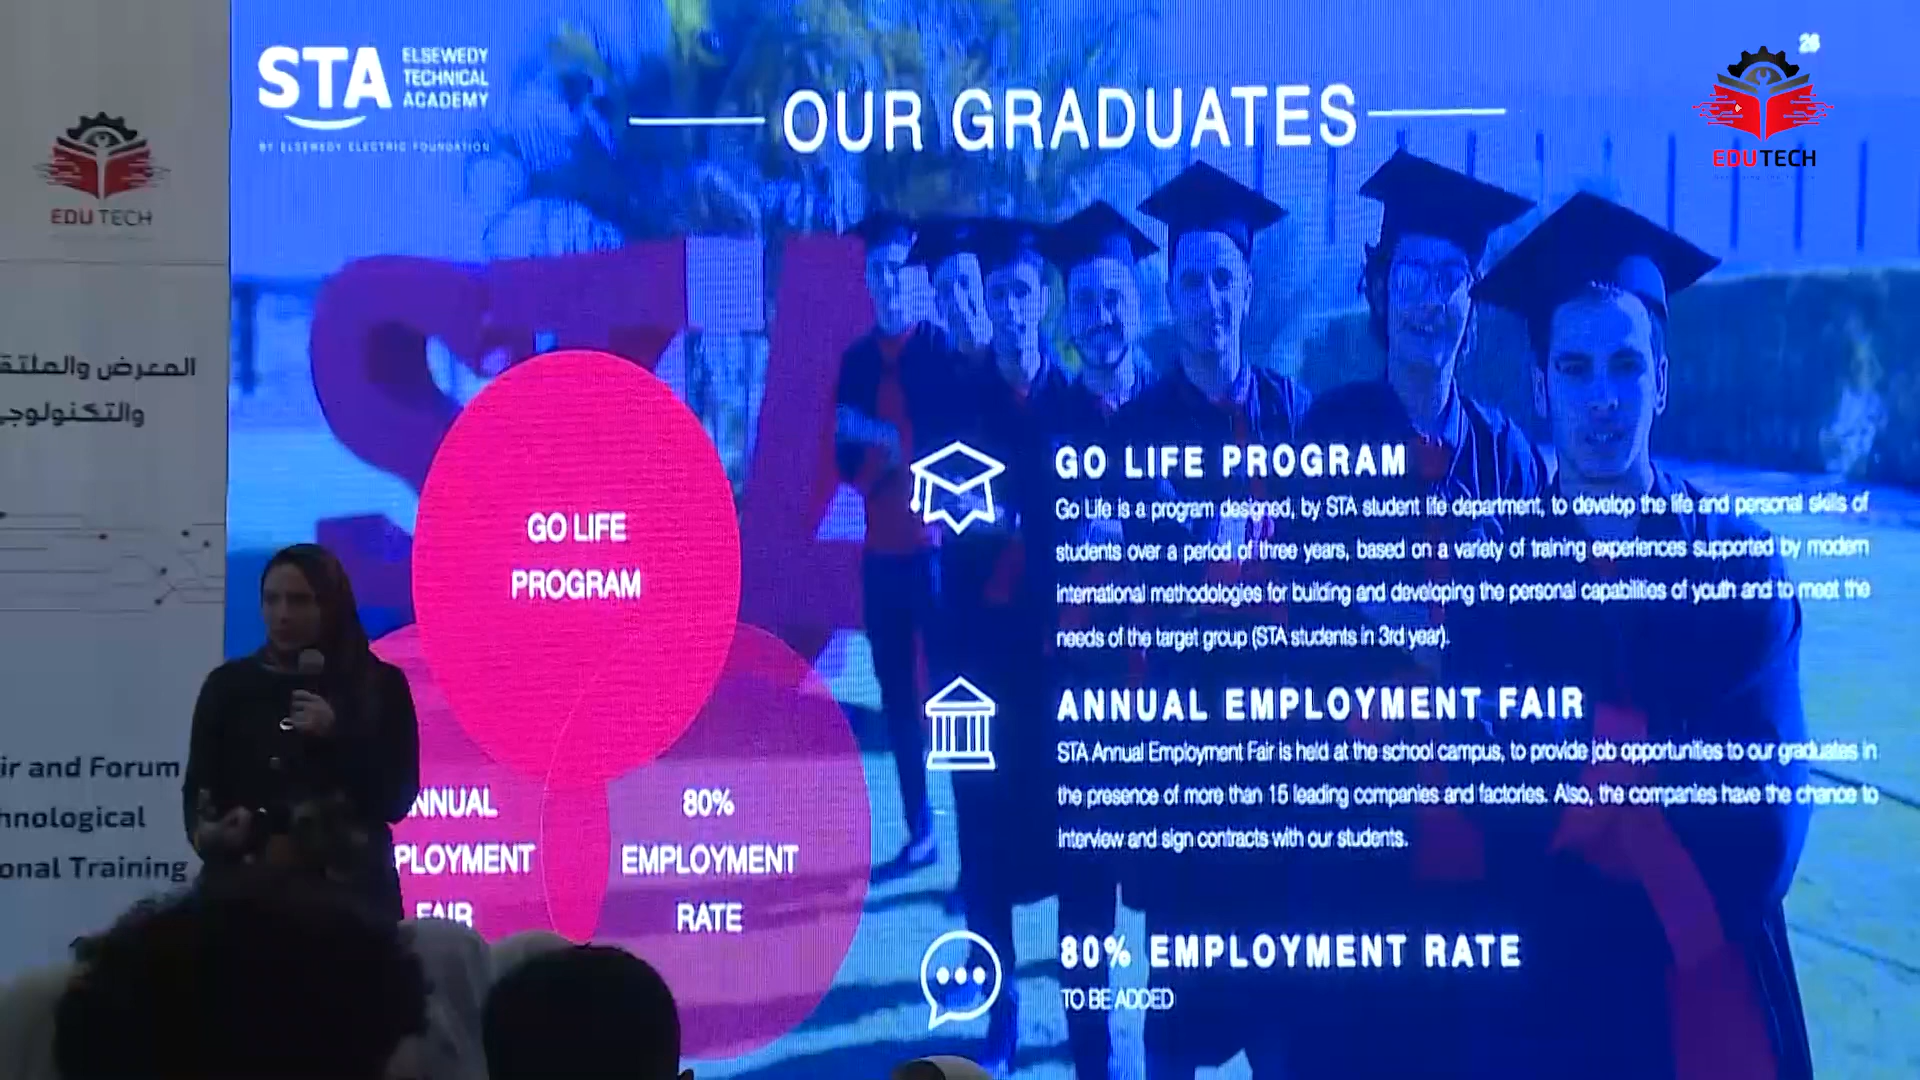 STA
ELSEWEDY
TECHNICAL
ACADEMY
BY ELSEWEDY ELECTRIC FOUNDATION
OUR GRADUATES
26
EDUTECH
EDU TECH
المعرض والملتق
والتكنولوجي
ir and Forum
hnological
onal Training
GO LIFE
PROGRAM
NNUAL
PLOYMENT
FAIR
80%
EMPLOYMENT
RATE
GO LIFE PROGRAM
Go Life is a program designed, by STA student life department, to develop the life and personal skills of
students over a period of three years, based on a variety of training experiences supported by modern
international methodologies for building and developing the personal capabilities of youth and to meet the
needs of the target group (STA students in 3rd year).
ANNUAL EMPLOYMENT FAIR
STA Annual Employment Fair is held at the school campus, to provide job opportunities to our graduates in
the presence of more than 15 leading companies and factories. Also, the companies have the chance to
interview and sign contracts with our students.
80% EMPLOYMENT RATE
TO BE ADDED